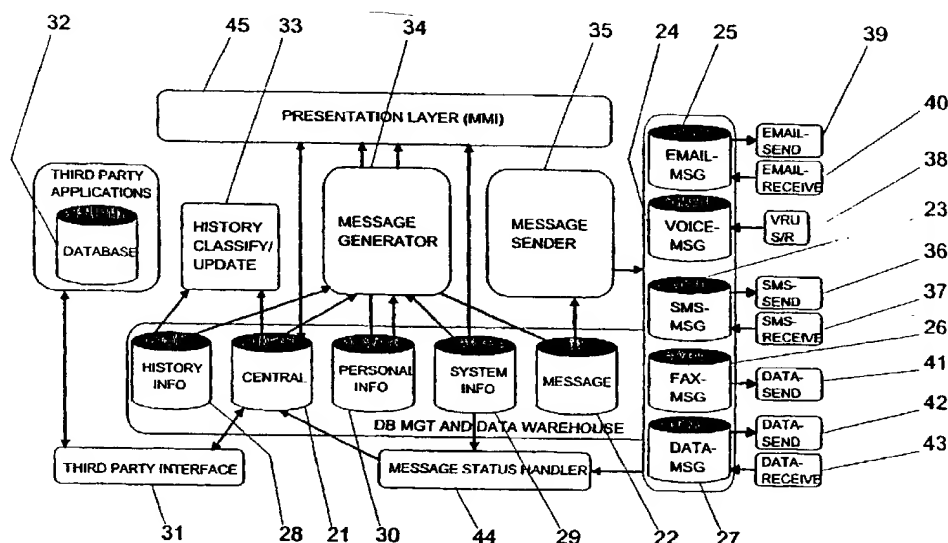 32
45
33
34
35
24
25
39
40
38
23
36
37
26
41
42
43
PRESENTATION LAYER (MMI)
THIRD PARTY
APPLICATIONS
DATABASE
HISTORY
CLASSIFY/
UPDATE
MESSAGE
GENERATOR
MESSAGE
SENDER
EMAIL-
MSG
EMAIL-
SEND
EMAIL-
RECEIVE
VOICE-
MSG
VRU
S/R
SMS-
MSG
SMS-
SEND
SMS-
RECEIVE
FAX-
MSG
DATA-
SEND
DATA-
MSG
DATA-
SEND
DATA-
RECEIVE
HISTORY
INFO
CENTRAL
PERSONAL
INFO
SYSTEM
INFO
MESSAGE
DB MGT AND DATA WAREHOUSE
THIRD PARTY INTERFACE
MESSAGE STATUS HANDLER
31
28
21
30
44
29
22
27